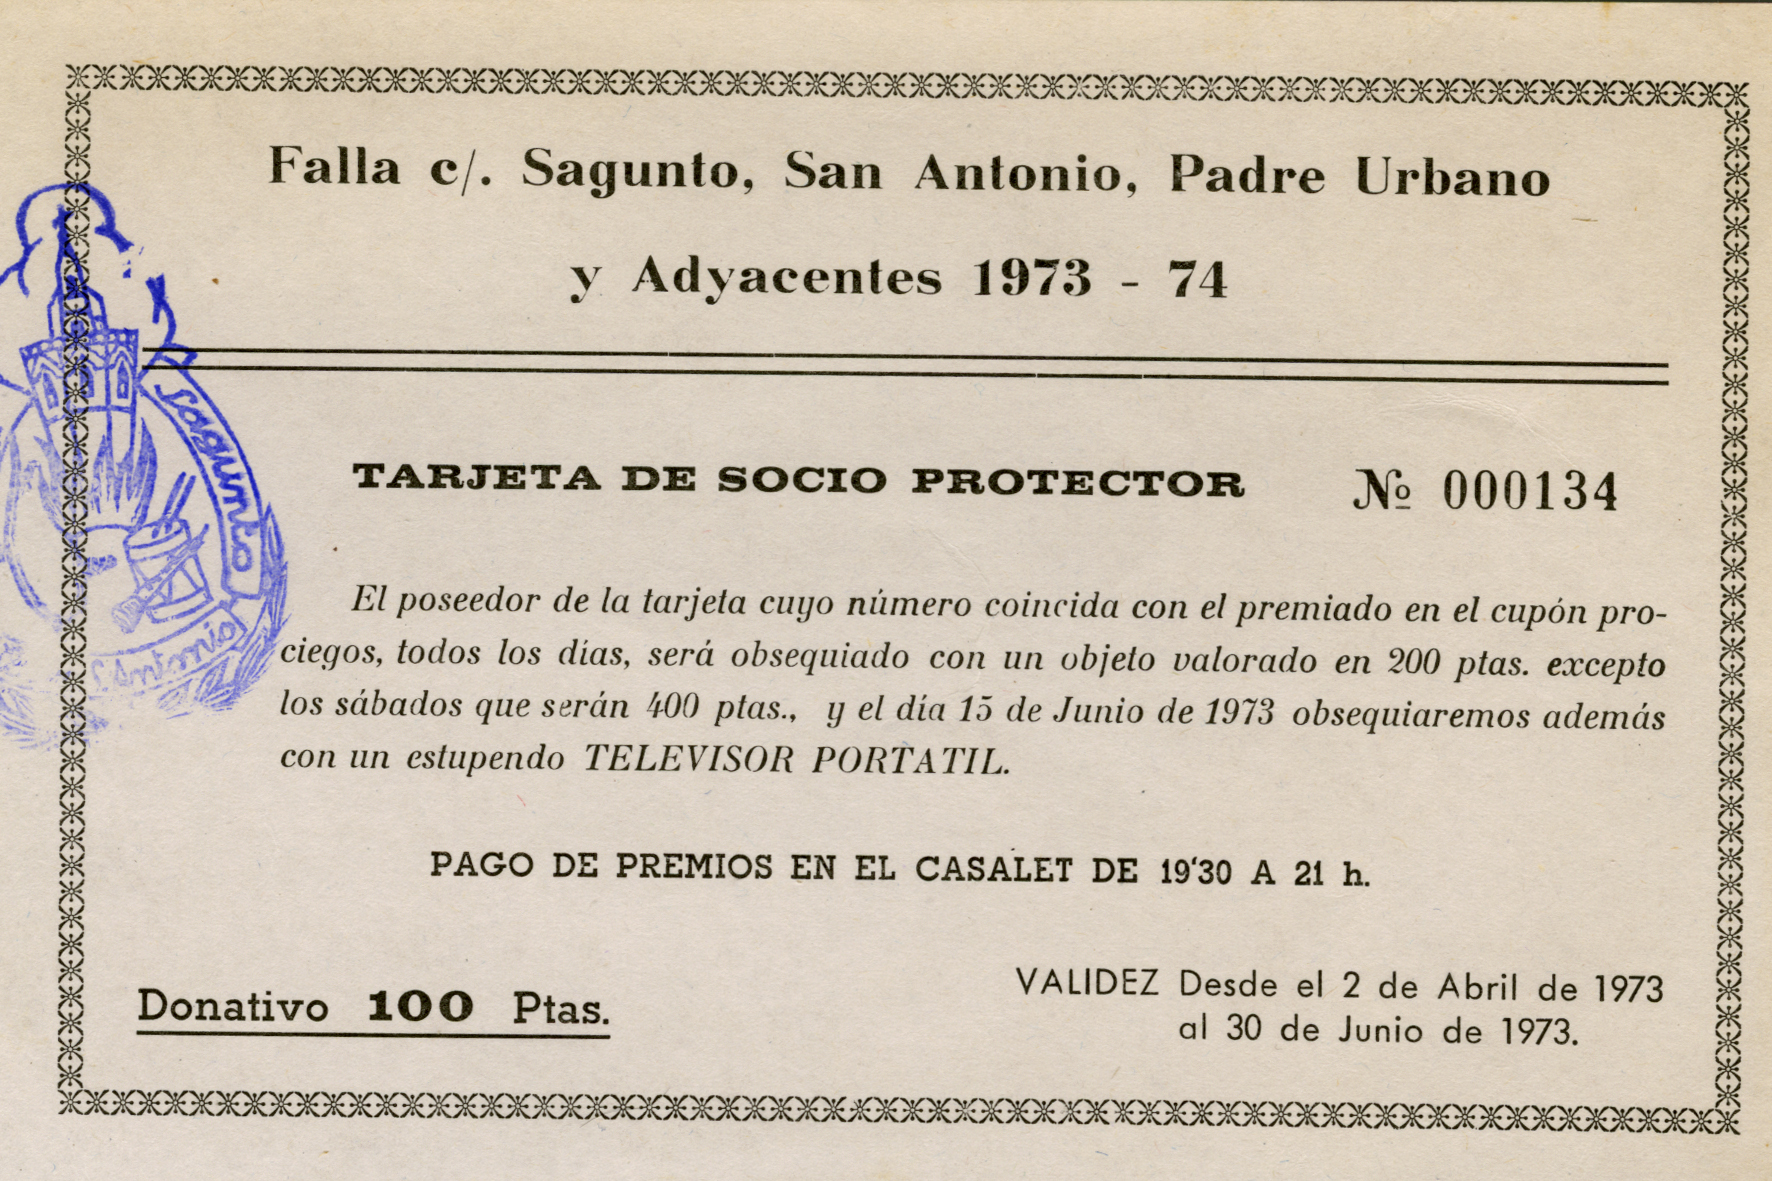 Falla c/. Sagunto, San Antonio, Padre Urbano
y Adyacentes 1973 - 74
TARJETA DE SOCIO PROTECTOR Nº 000134
El poseedor de la tarjeta cuyo número coincida con el premiado en el cupón pro-
ciegos, todos los días, será obsequiado con un objeto valorado en 200 ptas. excepto
los sábados que serán 400 ptas., y el día 15 de Junio de 1973 obsequiaremos además
con un estupendo TELEVISOR PORTATIL.
PAGO DE PREMIOS EN EL CASALET DE 19'30 A 21 h.
Donativo 100 Ptas.
VALIDEZ Desde el 2 de Abril de 1973
al 30 de Junio de 1973.
Sagunto
S. Antonio